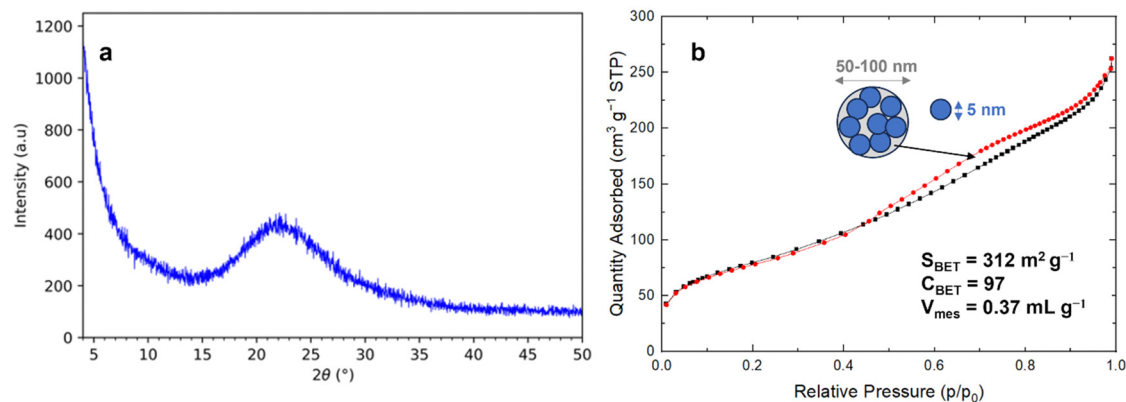 a
Intensity (a.u)
1200
1000
800
600
400
200
0
5 10 15 20 25 30 35 40 45 50
2θ (°)
b
Quantity Adsorbed (cm³ g⁻¹ STP)
300
250
200
150
100
50
0
50-100 nm
5 nm
S_BET = 312 m² g⁻¹
C_BET = 97
V_mes = 0.37 mL g⁻¹
0.0 0.2 0.4 0.6 0.8 1.0
Relative Pressure (p/p₀)